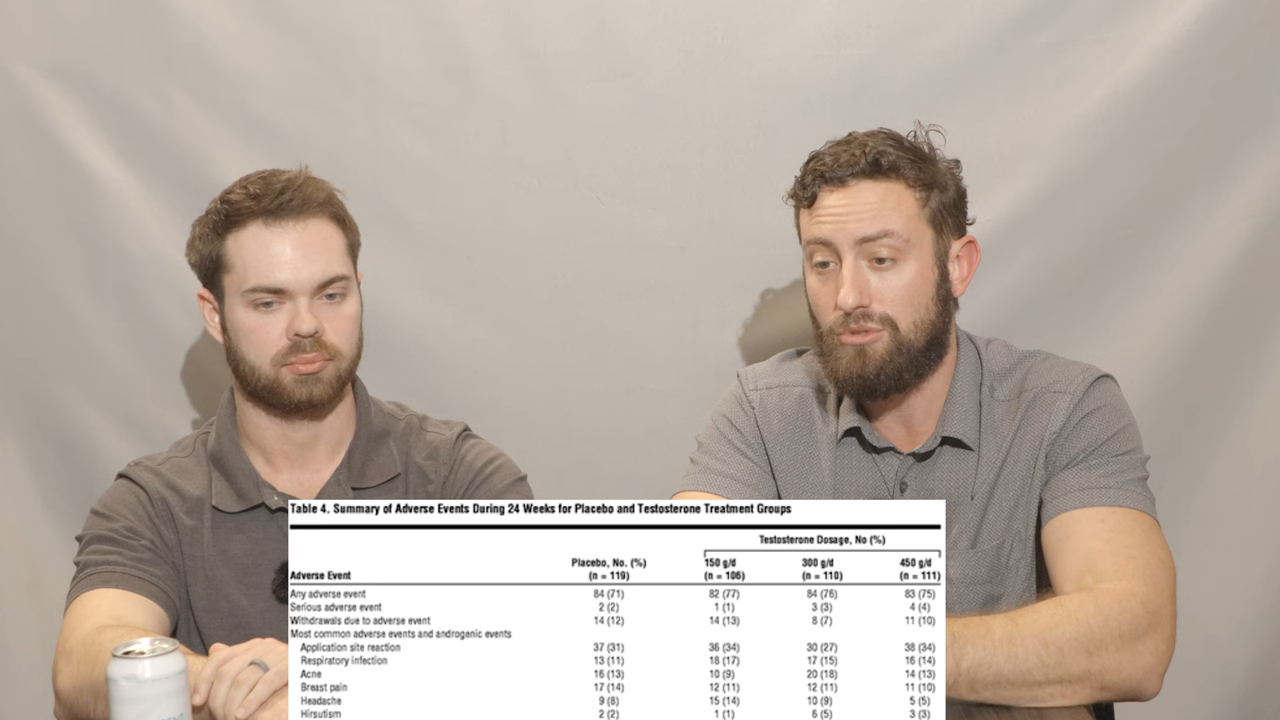 Table 4. Summary of Adverse Events During 24 Weeks for Placebo and Testosterone Treatment Groups
Testosterone Dosage, No (%)
Placebo, No. (%) 150 g/d 300 g/d 450 g/d
Adverse Event (n = 119) (n = 106) (n = 110) (n = 111)
Any adverse event 84 (71) 82 (77) 84 (76) 83 (75)
Serious adverse event 2 (2) 1 (1) 3 (3) 4 (4)
Withdrawals due to adverse event 14 (12) 14 (13) 8 (7) 11 (10)
Most common adverse events and androgenic events
Application site reaction 37 (31) 36 (34) 30 (27) 38 (34)
Respiratory infection 13 (11) 18 (17) 17 (15) 16 (14)
Acne 16 (13) 10 (9) 20 (18) 14 (13)
Breast pain 17 (14) 12 (11) 12 (11) 11 (10)
Headache 9 (8) 15 (14) 10 (9) 5 (5)
Hirsutism 2 (2) 1 (1) 6 (5) 3 (3)